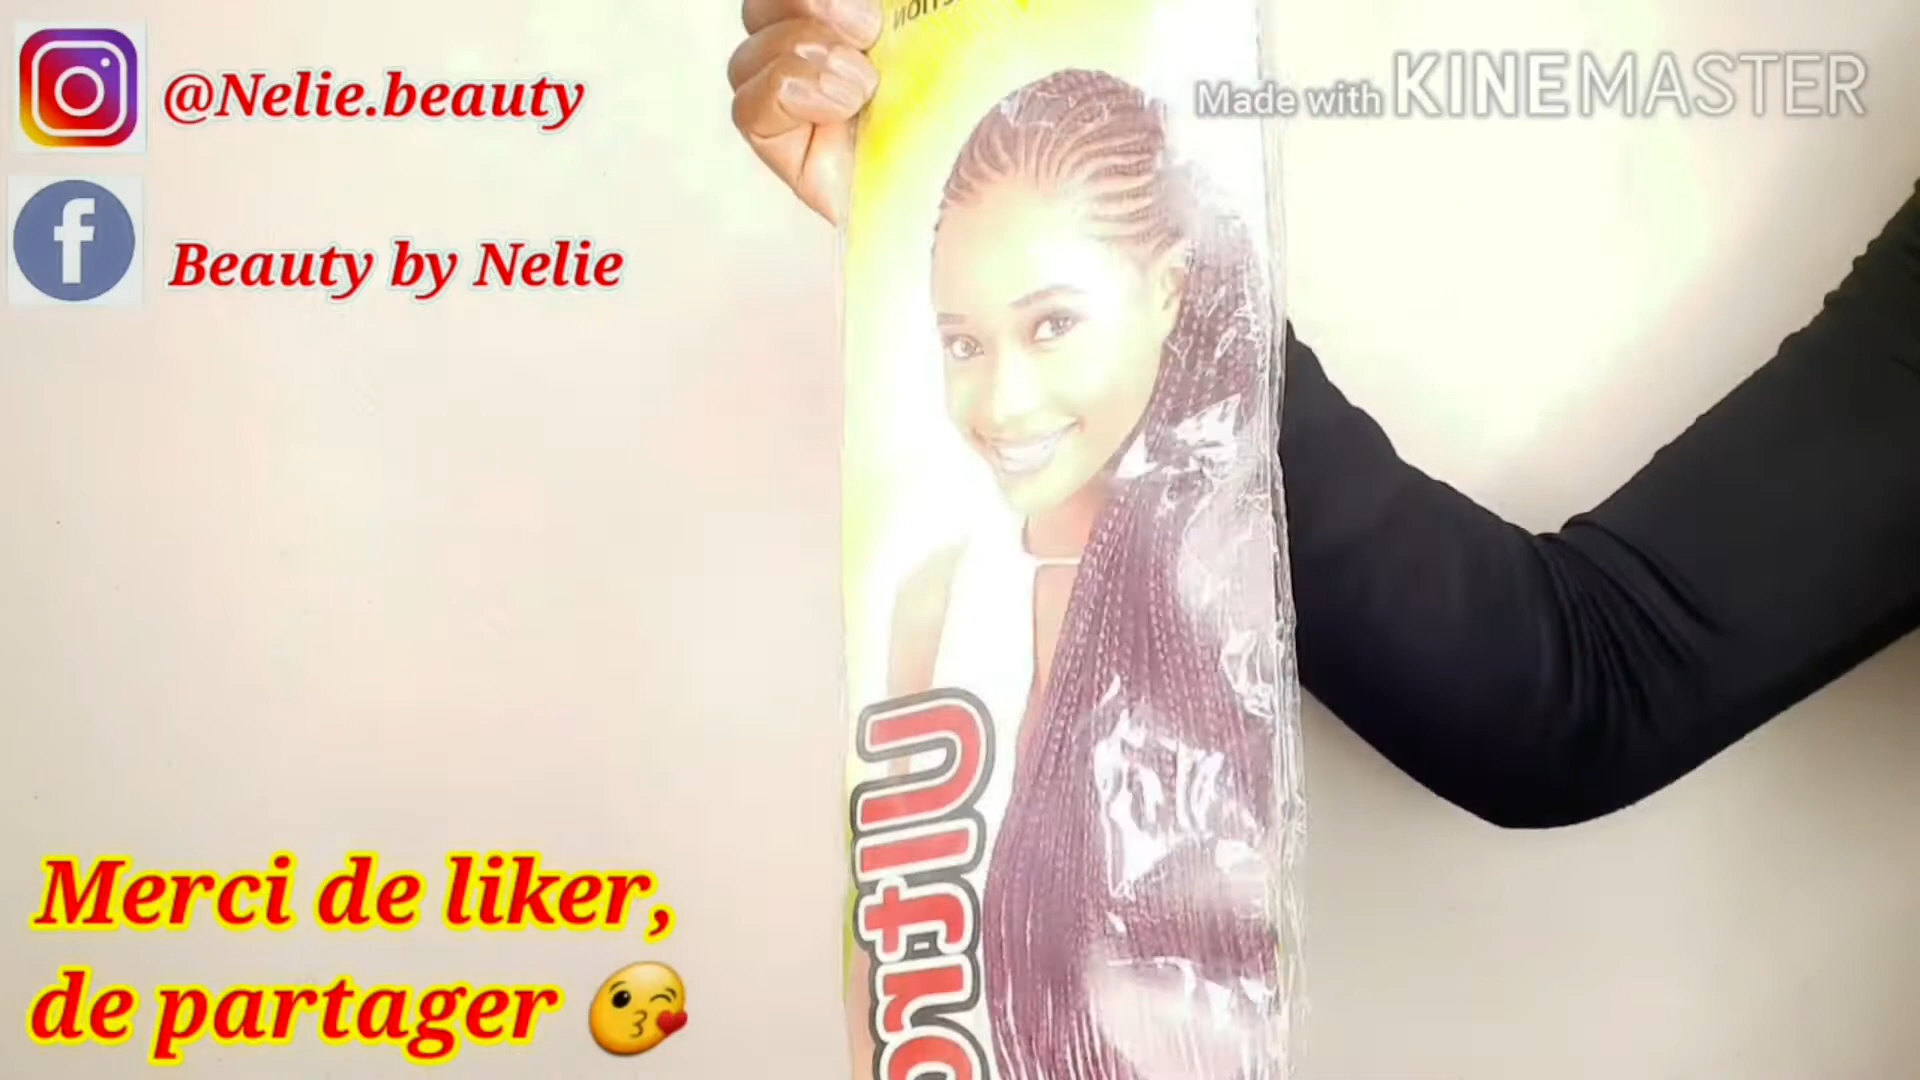 @Nelie.beauty
Made with KINEMASTER
Beauty by Nelie
Merci de liker,
de partager